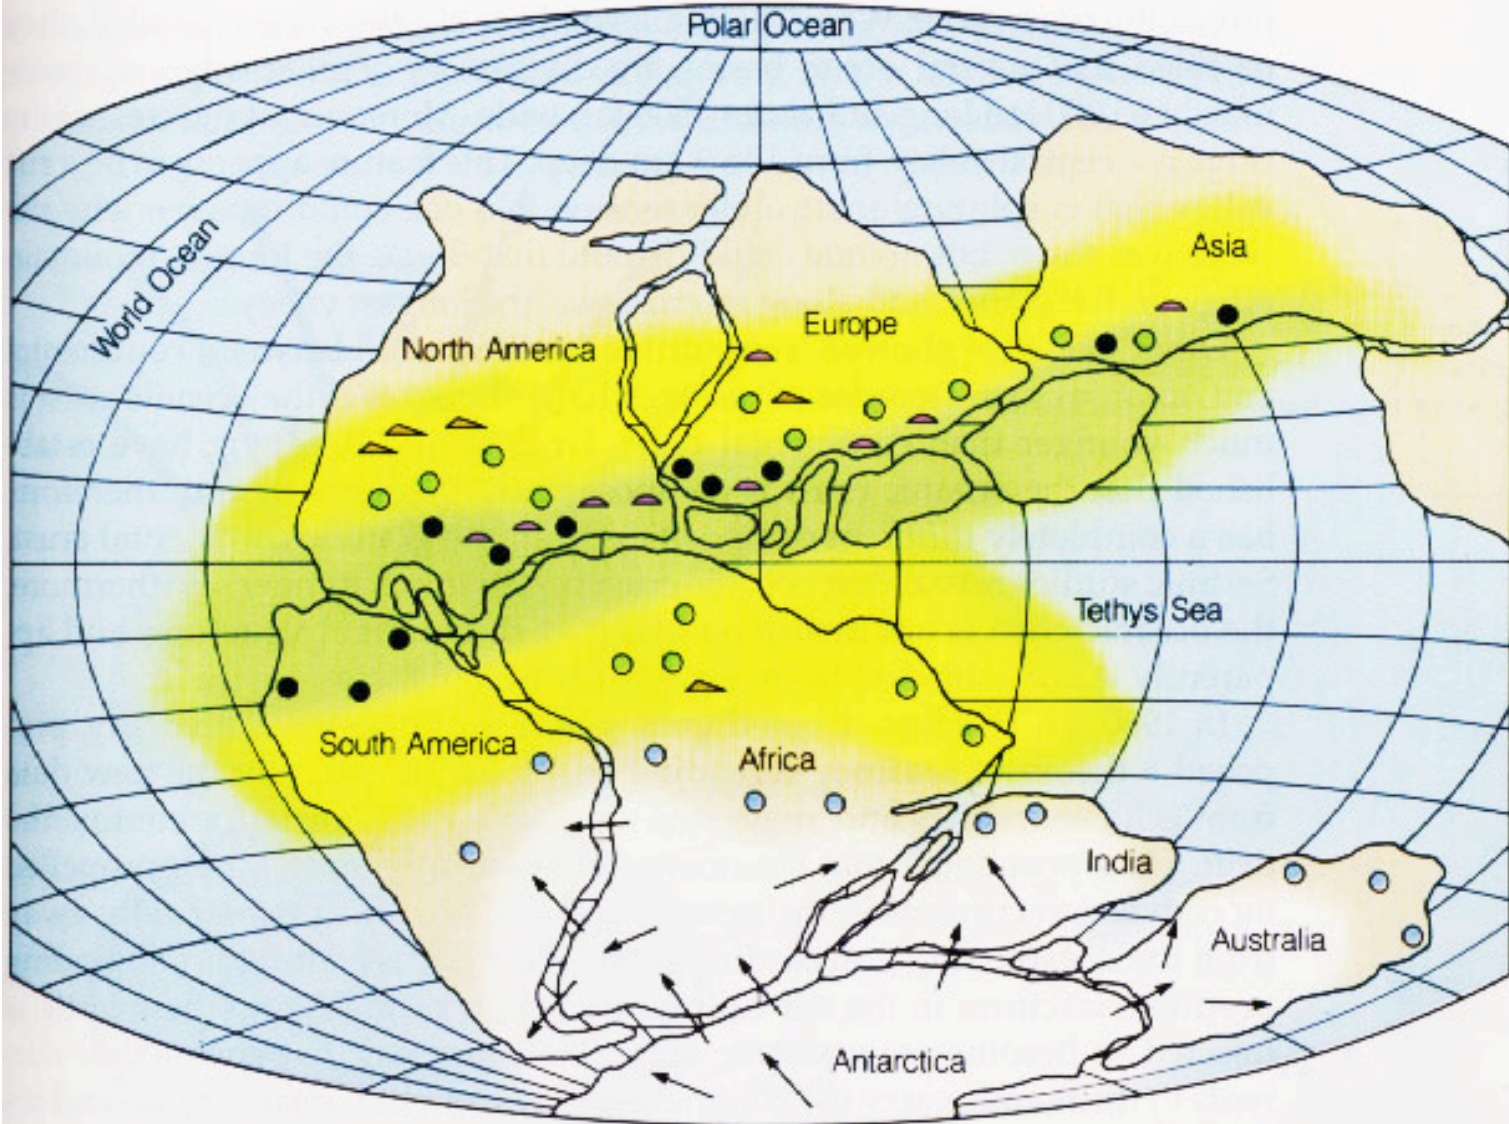 Polar Ocean
World Ocean
Asia
Europe
North America
Tethys Sea
South America
Africa
India
Australia
Antarctica